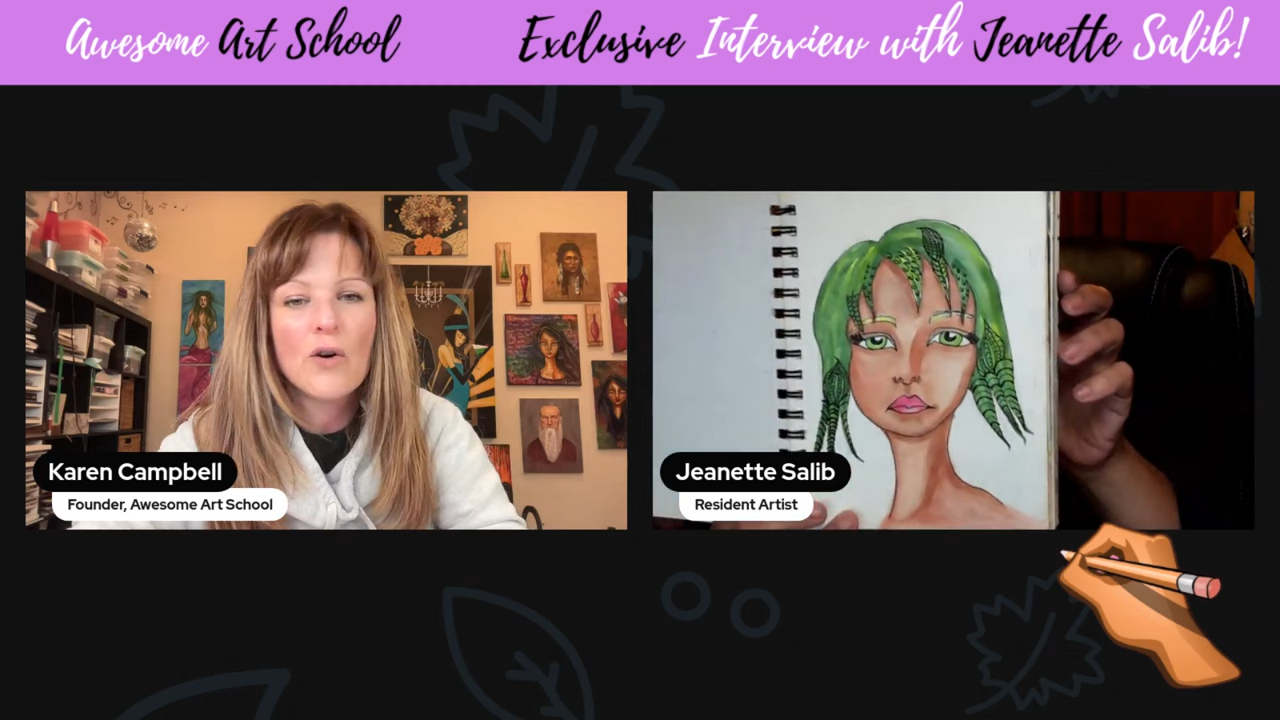 Awesome Art School
Exclusive Interview with Jeanette Salib!
Karen Campbell
Founder, Awesome Art School
Jeanette Salib
Resident Artist